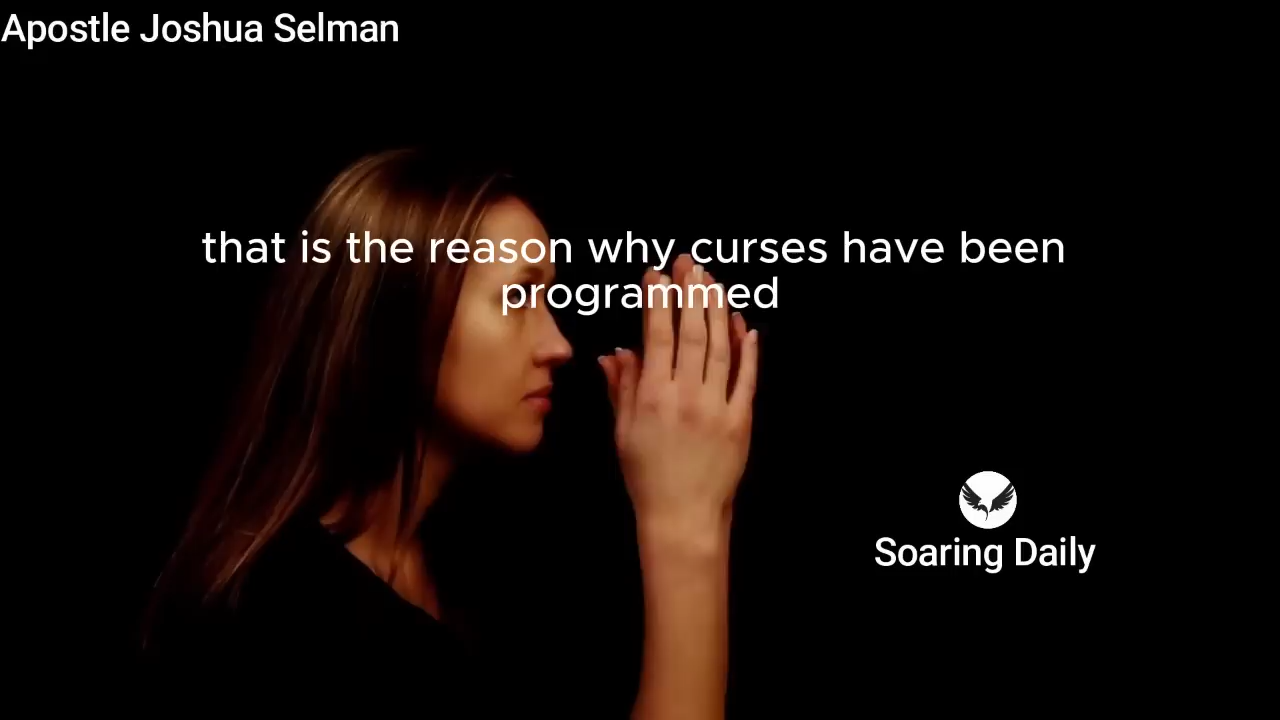 Apostle Joshua Selman
that is the reason why curses have been
programmed
Soaring Daily